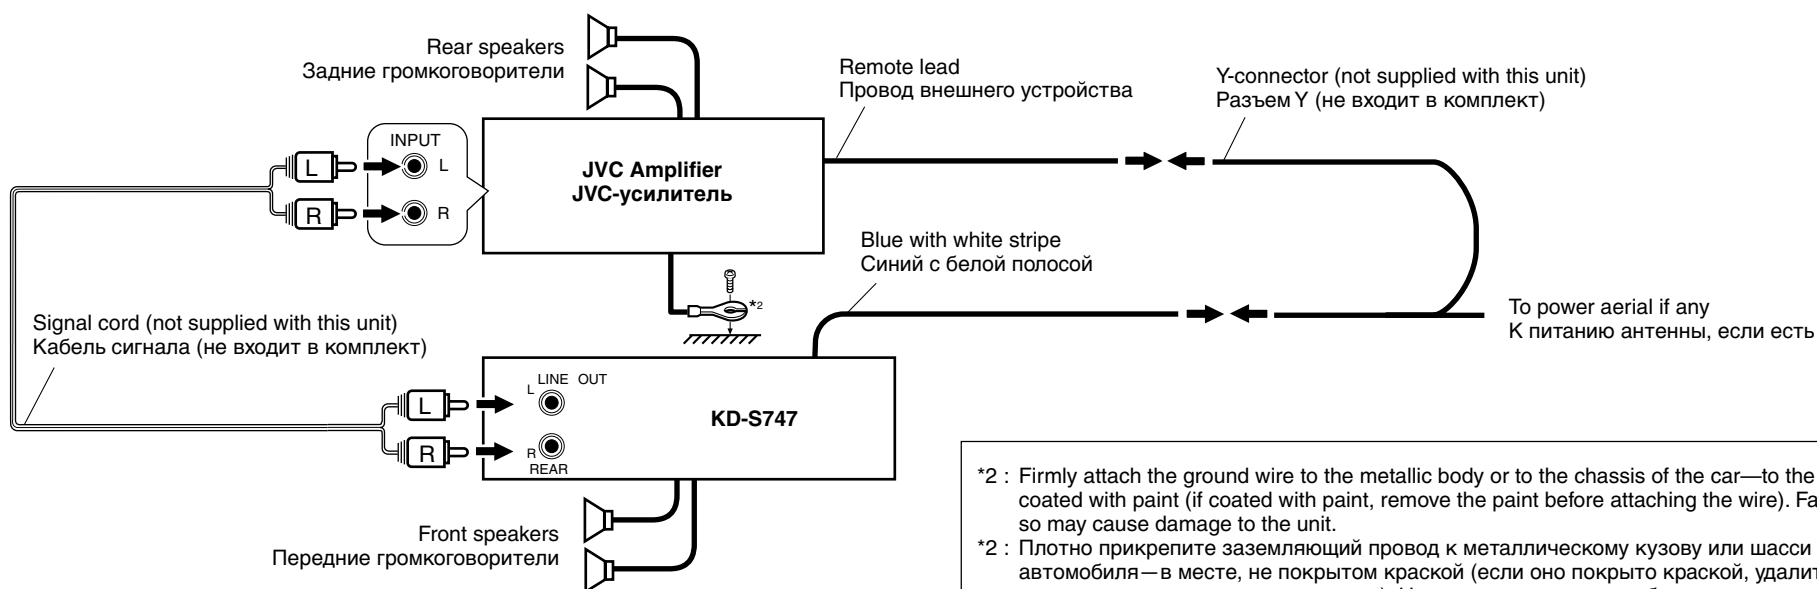 Rear speakers
Задние громкоговорители
Remote lead
Провод внешнего устройства
Y-connector (not supplied with this unit)
Разъем Y (не входит в комплект)
INPUT
L
L
R
R
JVC Amplifier
JVC-усилитель
Blue with white stripe
Синий с белой полосой
*2
Signal cord (not supplied with this unit)
Кабель сигнала (не входит в комплект)
To power aerial if any
К питанию антенны, если есть
LINE OUT
L
L
R
R
REAR
KD-S747
Front speakers
Передние громкоговорители
*2 : Firmly attach the ground wire to the metallic body or to the chassis of the car—to the
coated with paint (if coated with paint, remove the paint before attaching the wire).
so may cause damage to the unit.
*2 : Плотно прикрепите заземляющий провод к металлическому кузову или шасси
автомобиля—в месте, не покрытом краской (если оно покрыто краской,